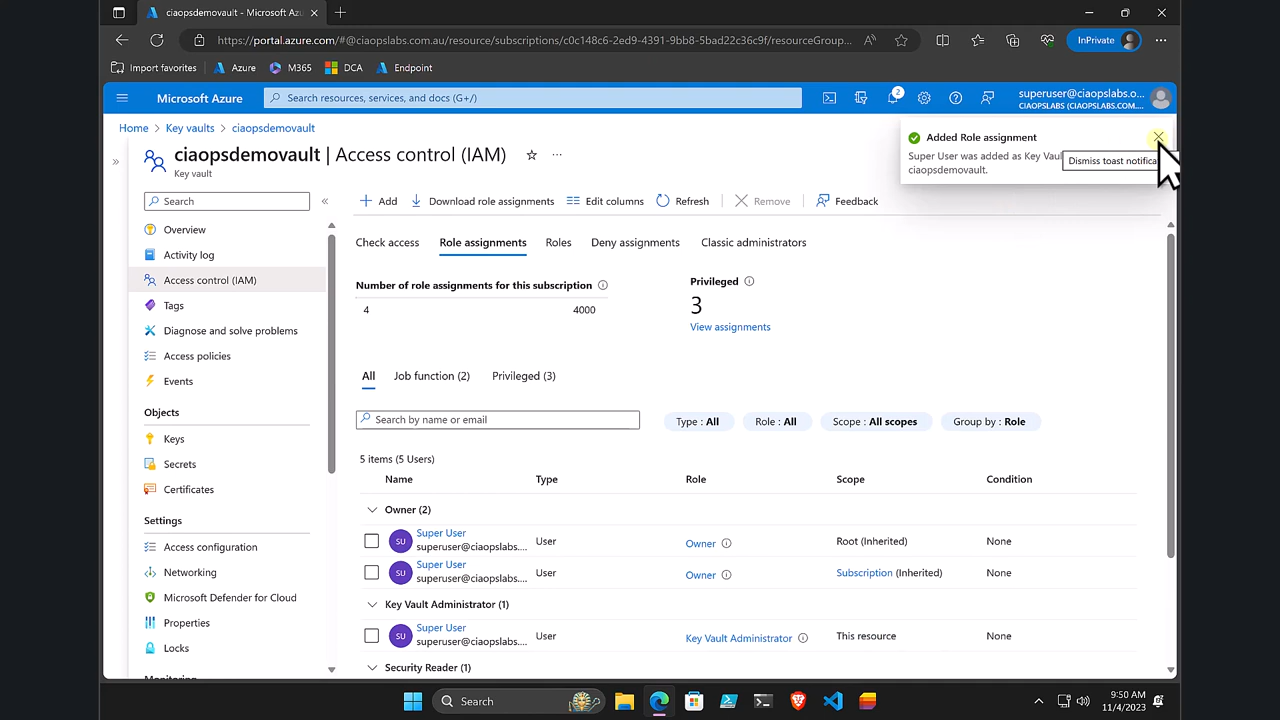 ciaopsdemovault - Microsoft Azu
https://portal.azure.com/#@ciaopslabs.com.au/resource/subscriptions/c0c148c6-2ed9-4391-9bb8-5bad22c36c9f/resourceGroup...
InPrivate
Import favorites
Azure
M365
DCA
Endpoint
Microsoft Azure
Search resources, services, and docs (G+/)
2
superuser@ciaopslabs.o...
CIAOPSLABS (CIAOPSLABS.COM....
Home > Key vaults > ciaopsdemovault
ciaopsdemovault | Access control (IAM)
Key vault
Added Role assignment
Super User was added as Key Vau
ciaopsdemovault.
Dismiss toast notifica
Search
Add
Download role assignments
Edit columns
Refresh
Remove
Feedback
Overview
Activity log
Access control (IAM)
Tags
Diagnose and solve problems
Access policies
Events
Objects
Keys
Secrets
Certificates
Settings
Access configuration
Networking
Microsoft Defender for Cloud
Properties
Locks
Check access
Role assignments
Roles
Deny assignments
Classic administrators
Number of role assignments for this subscription
4
4000
Privileged
3
View assignments
All
Job function (2)
Privileged (3)
Search by name or email
Type : All
Role : All
Scope : All scopes
Group by : Role
5 items (5 Users)
Name Type Role Scope Condition
Owner (2)
Super User
superuser@ciaopslabs.... User Owner Root (Inherited) None
Super User
superuser@ciaopslabs.... User Owner Subscription (Inherited) None
Key Vault Administrator (1)
Super User
superuser@ciaopslabs.... User Key Vault Administrator This resource None
Security Reader (1)
Search
9:50 AM
11/4/2023